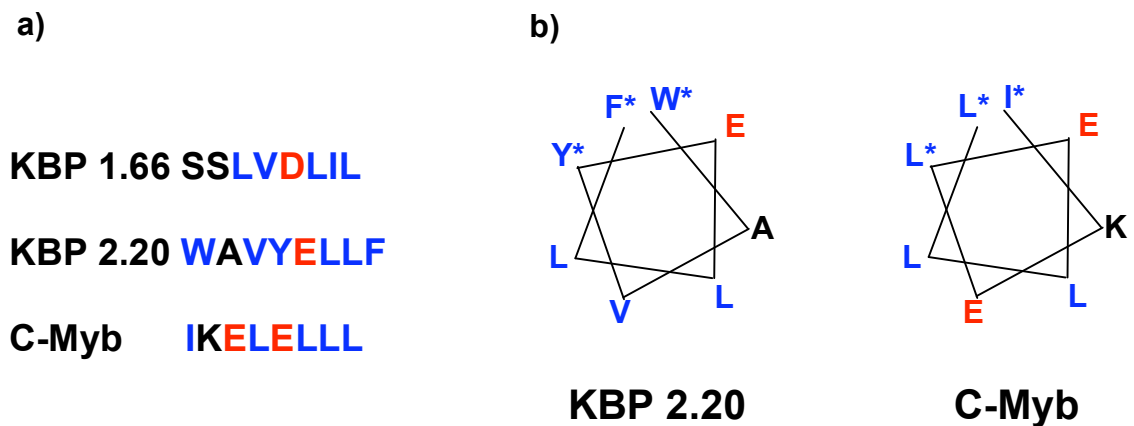 a)
b)
KBP 1.66 SSLVDLIL
KBP 2.20 WAVYELLF
C-Myb IKELELLL
F*
W*
Y*
E
A
L
L
V
KBP 2.20
L*
I*
L*
E
K
L
L
E
C-Myb